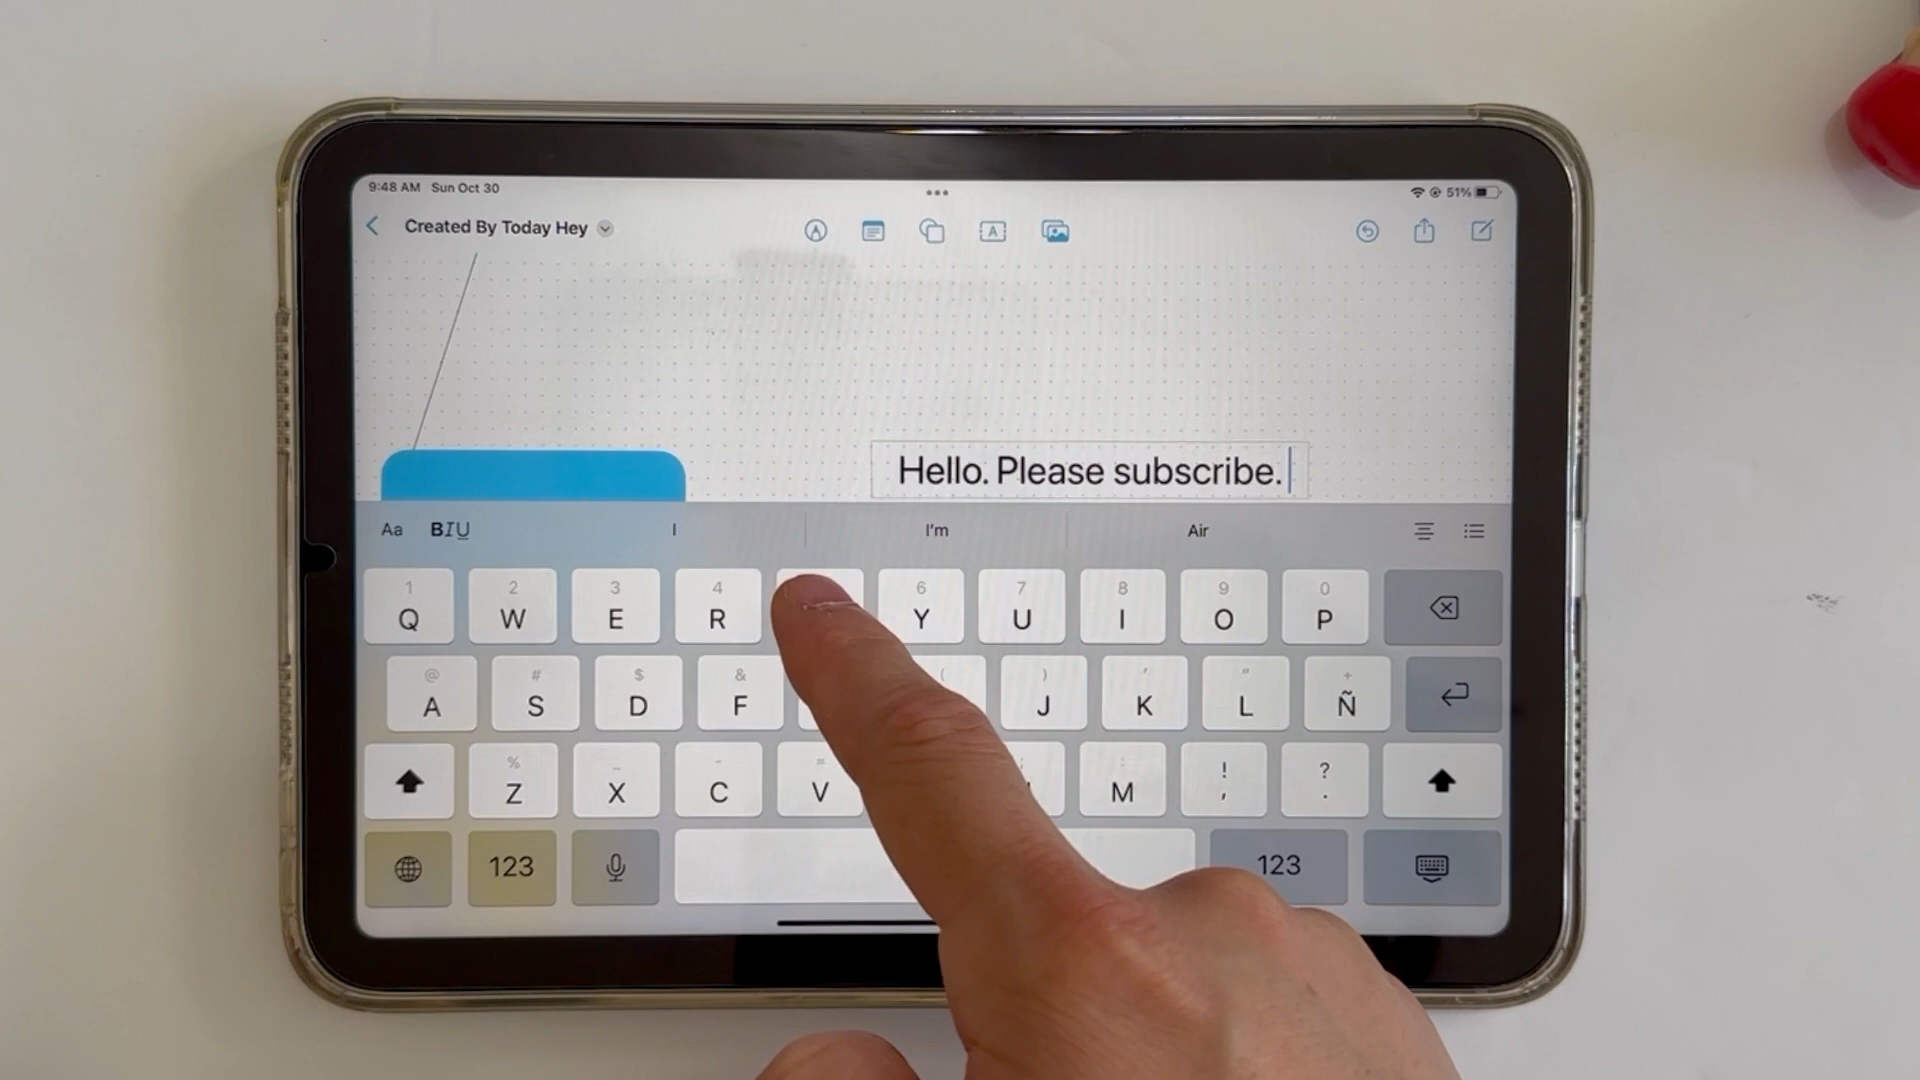 9:48 AM Sun Oct 30
51%
Created By Today Hey
A
Hello. Please subscribe.
Aa BIU I I'm Air
1 2 3 4 6 7 8 9 0
Q W E R Y U I O P
@ # $ & ( ) ' " +
A S D F J K L Ñ
% - = ! ?
Z X C V M , .
123 123